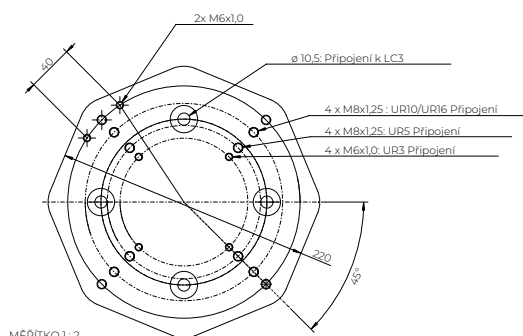 2x M6x1,0
40
ø 10,5: Připojení k LC3
4 x M8x1,25 : UR10/UR16 Připojení
4 x M8x1,25: UR5 Připojení
4 x M6x1,0: UR3 Připojení
220
45°
MĚŘÍTKO 1 : 2